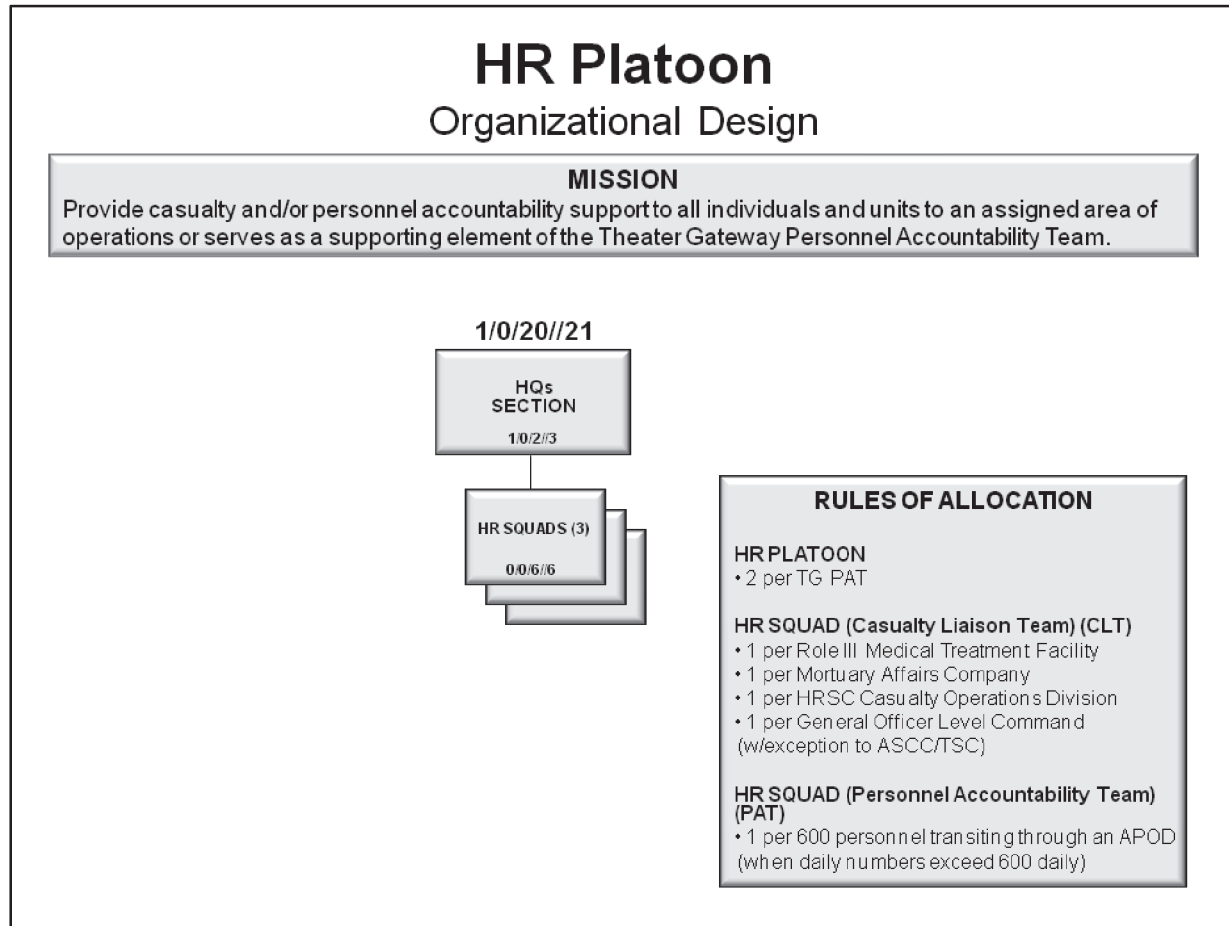 HR Platoon
Organizational Design
MISSION
Provide casualty and/or personnel accountability support to all individuals and units to an assigned area of
operations or serves as a supporting element of the Theater Gateway Personnel Accountability Team.
1/0/20//21
HQs
SECTION
1/0/2//3
HR SQUADS (3)
0/0/6//6
RULES OF ALLOCATION
HR PLATOON
• 2 per TG PAT
HR SQUAD (Casualty Liaison Team) (CLT)
• 1 per Role III Medical Treatment Facility
• 1 per Mortuary Affairs Company
• 1 per HRSC Casualty Operations Division
• 1 per General Officer Level Command
(w/exception to ASCC/TSC)
HR SQUAD (Personnel Accountability Team)
(PAT)
• 1 per 600 personnel transiting through an APOD
(when daily numbers exceed 600 daily)